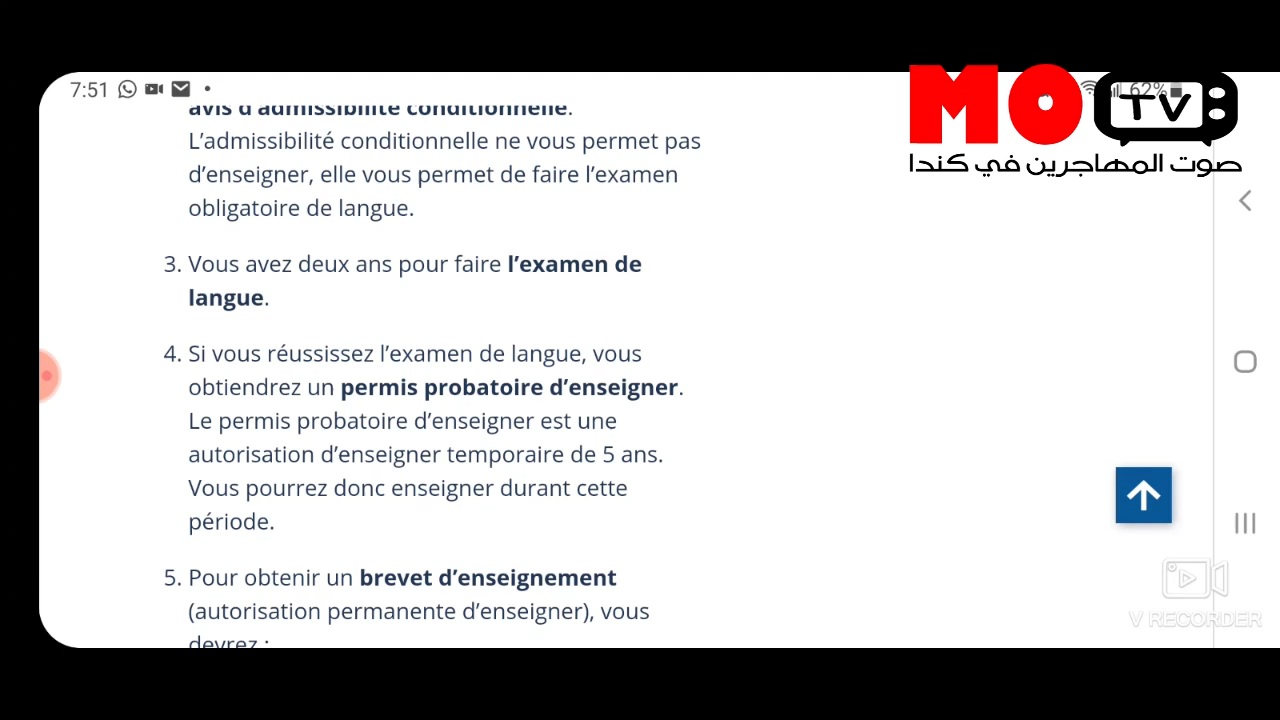 7:51
62%
MO TV
صوت المهاجرين في كندا
avis d'admissibilité conditionnelle.
L’admissibilité conditionnelle ne vous permet pas
d’enseigner, elle vous permet de faire l’examen
obligatoire de langue.
3. Vous avez deux ans pour faire l’examen de
langue.
4. Si vous réussissez l’examen de langue, vous
obtiendrez un permis probatoire d’enseigner.
Le permis probatoire d’enseigner est une
autorisation d’enseigner temporaire de 5 ans.
Vous pourrez donc enseigner durant cette
période.
5. Pour obtenir un brevet d’enseignement
(autorisation permanente d’enseigner), vous
devrez :
V RECORDER